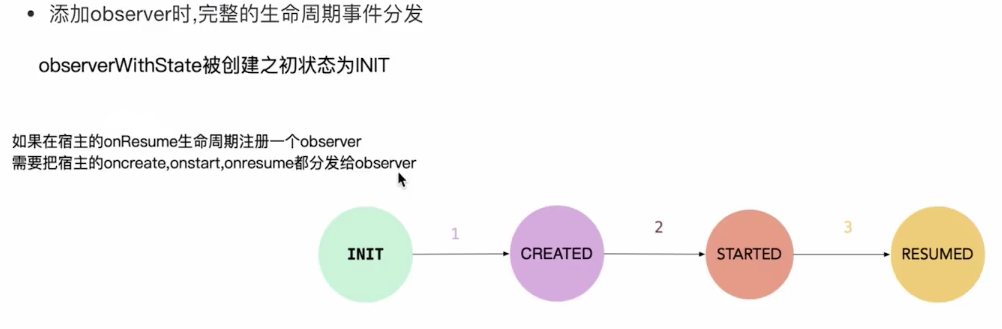 • 添加observer时,完整的生命周期事件分发
observerWithState被创建之初状态为INIT
如果在宿主的onResume生命周期注册一个observer
需要把宿主的oncreate,onstart,onresume都分发给observer
1 2 3
INIT CREATED STARTED RESUMED